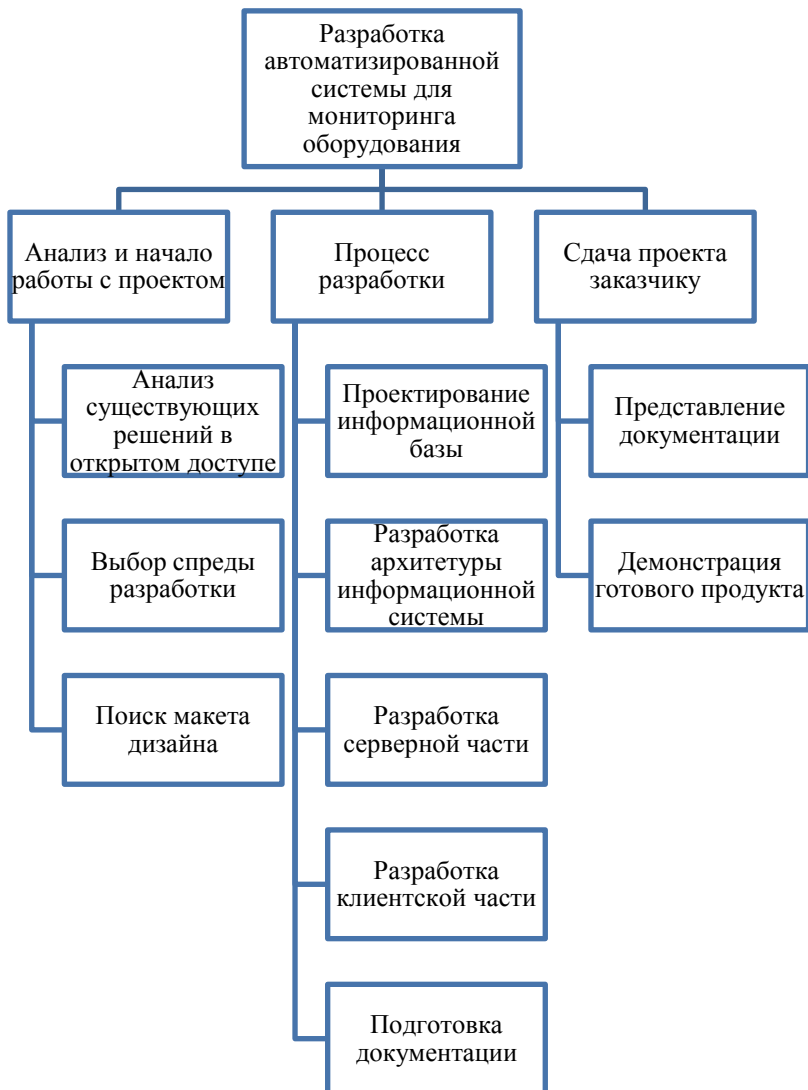 Разработка
автоматизированной
системы для
мониторинга
оборудования
Анализ и начало
работы с проектом
Процесс
разработки
Сдача проекта
заказчику
Анализ
существующих
решений в
открытом доступе
Выбор спреды
разработки
Поиск макета
дизайна
Проектирование
информационной
базы
Разработка
архитетуры
информационной
системы
Разработка
серверной части
Разработка
клиентской части
Подготовка
документации
Представление
документации
Демонстрация
готового продукта